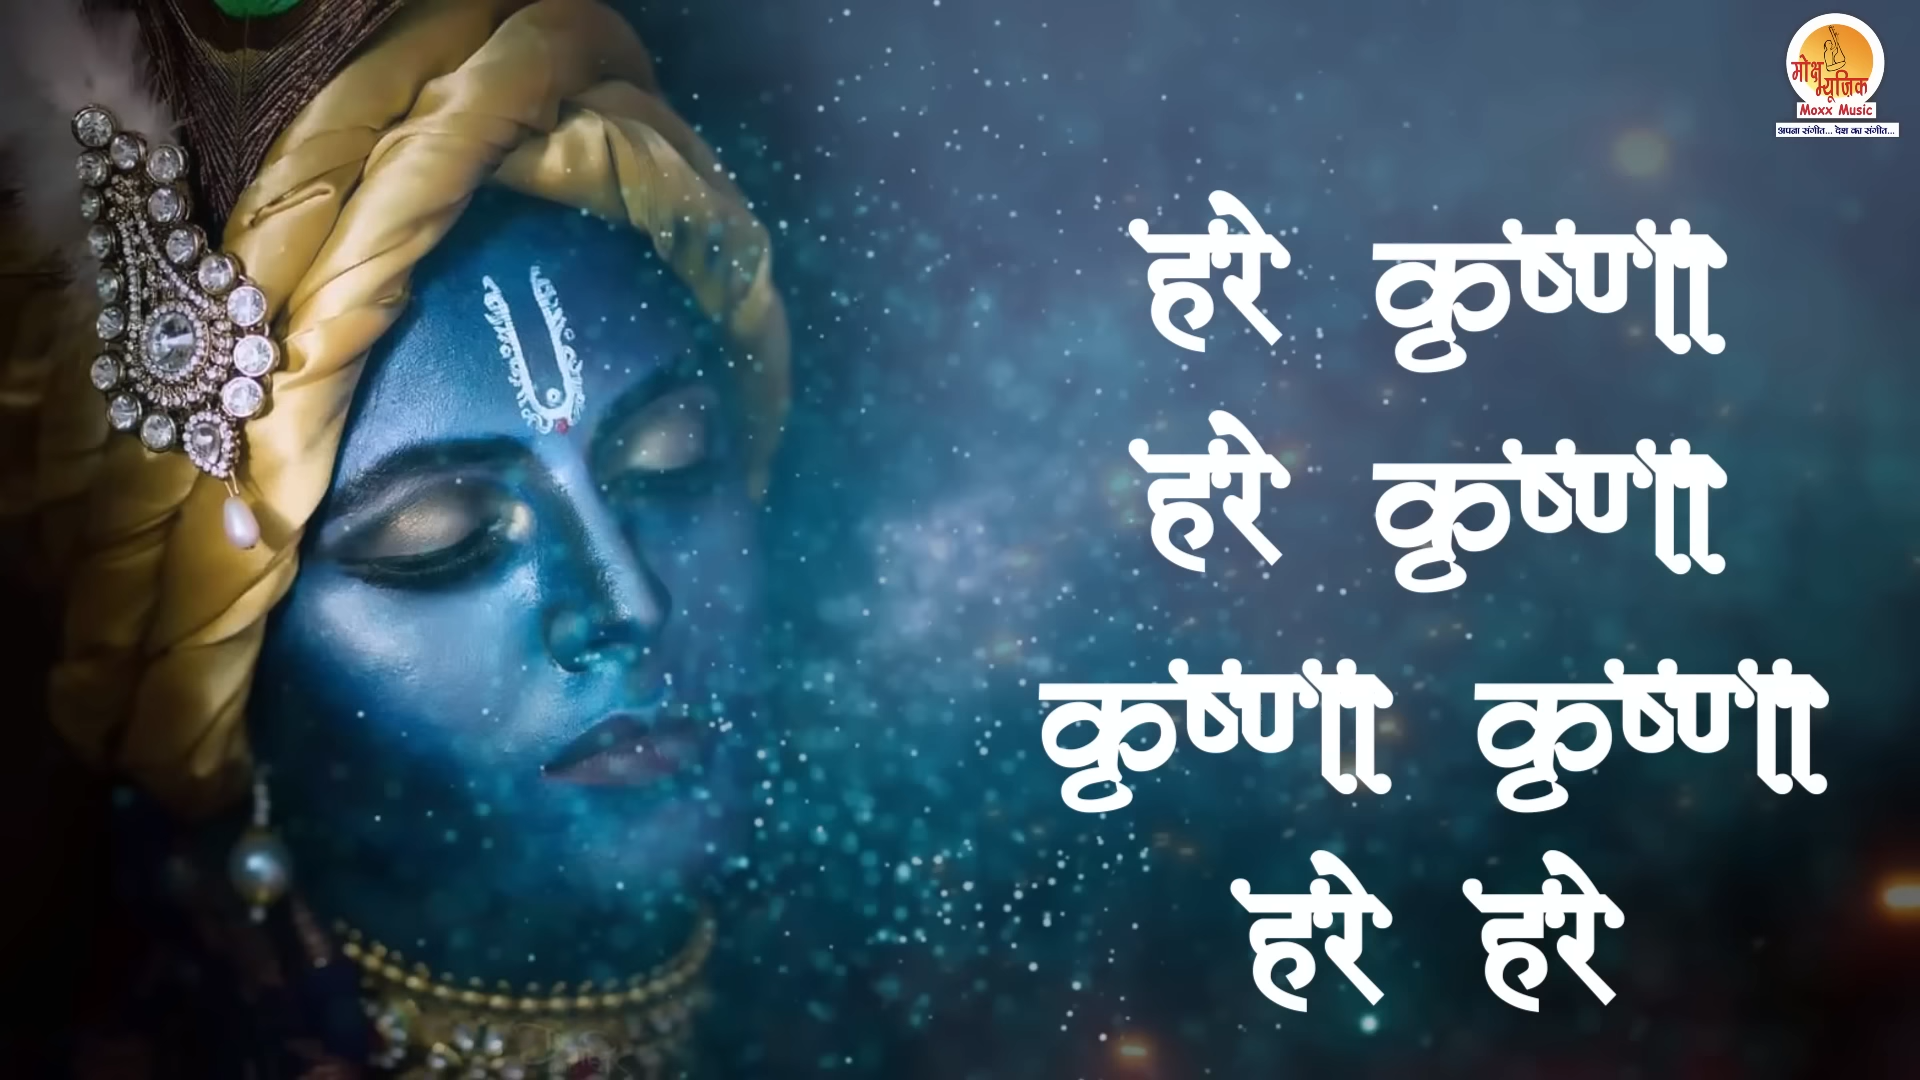 मोक्ष
म्यूज़िक
Moxx Music
अपना संगीत... देश का संगीत...
हरे कृष्णा
हरे कृष्णा
कृष्णा कृष्णा
हरे हरे